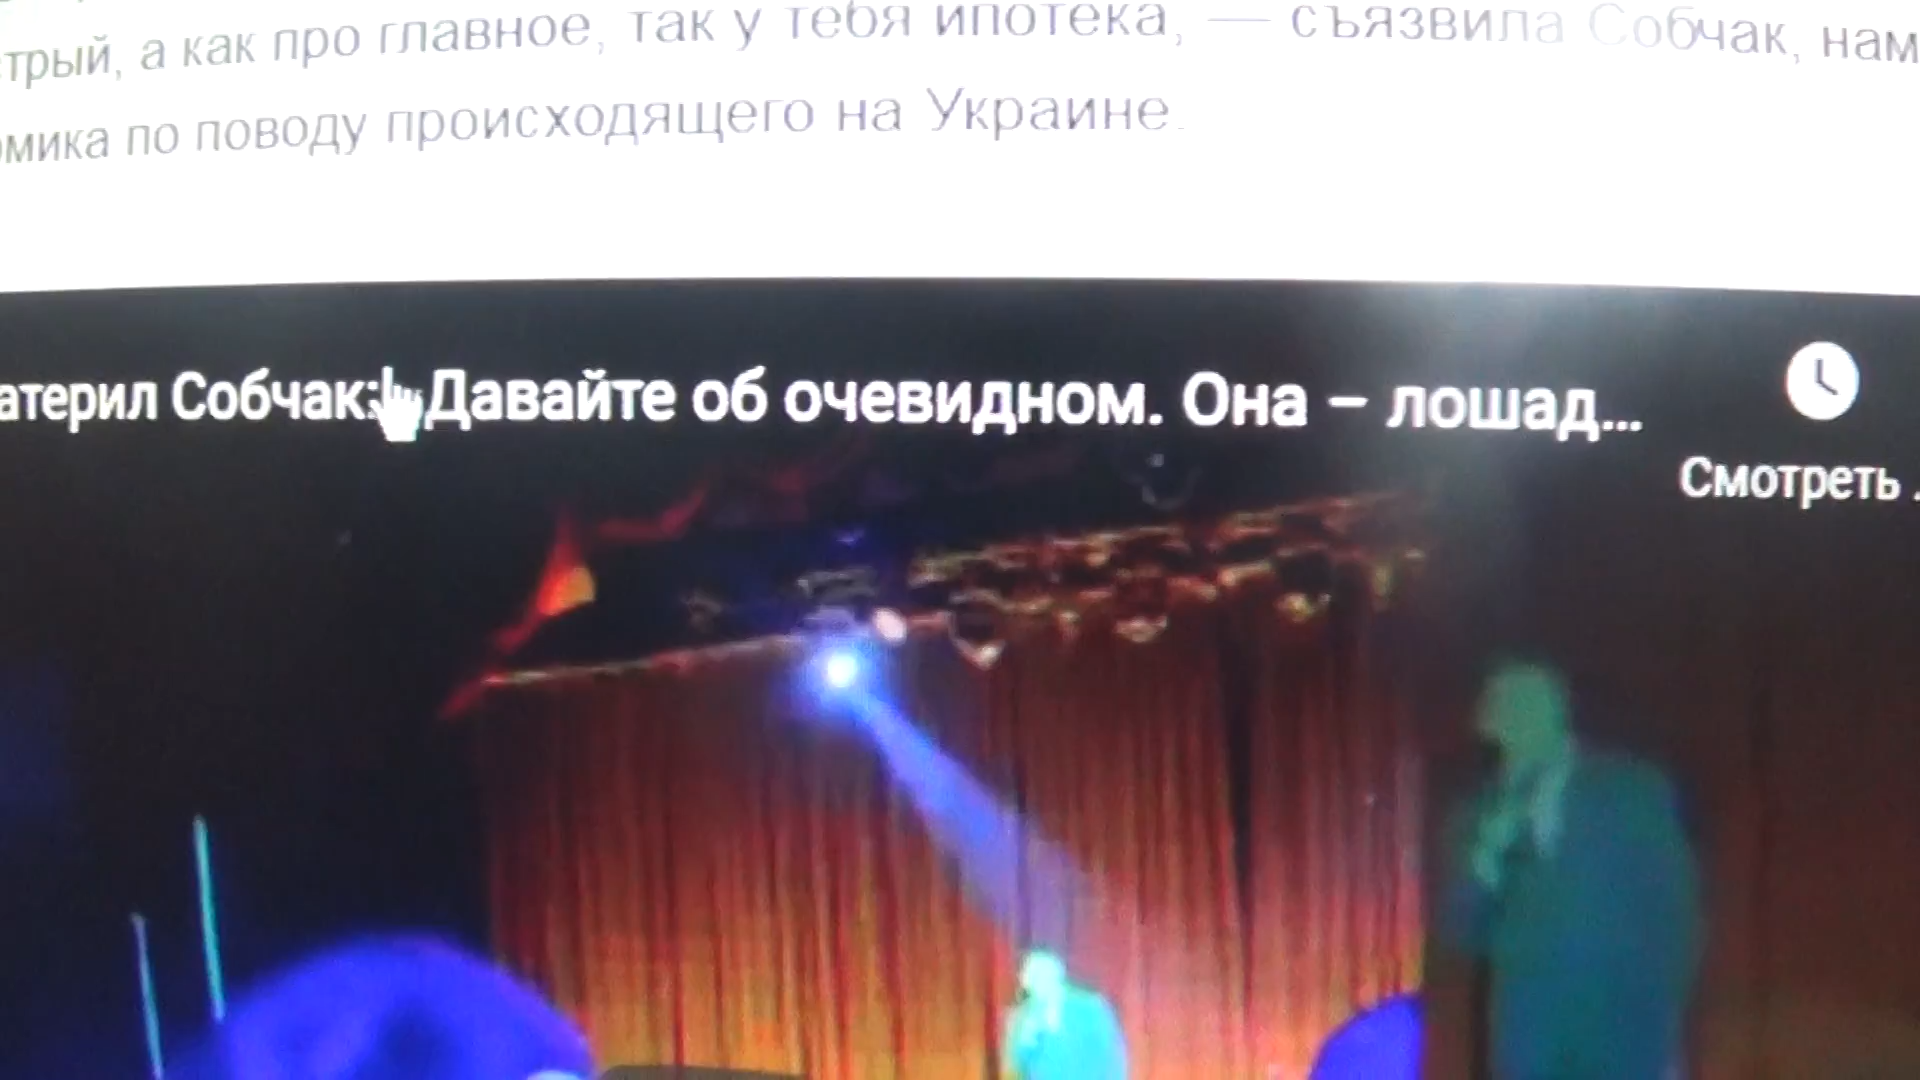 трый, а как про главное, так у тебя ипотека, — съязвила Собчак, нам
омика по поводу происходящего на Украине.
атерил Собчак: Давайте об очевидном. Она – лошад...
Смотреть .